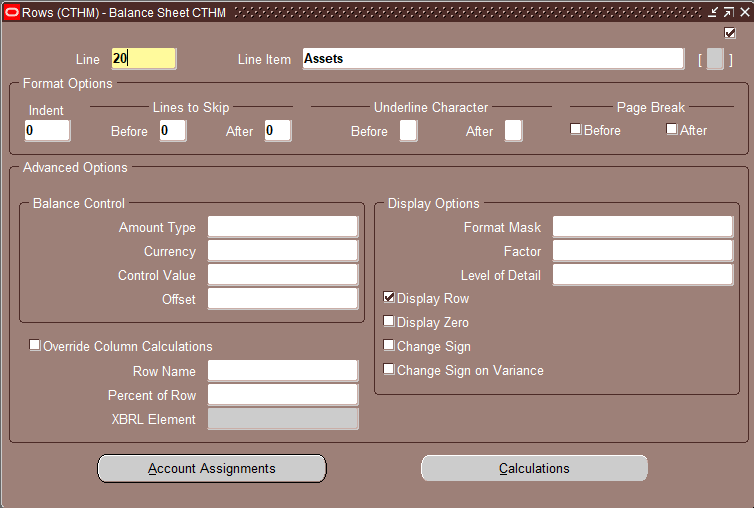 Rows (CTHM) - Balance Sheet CTHM
Line 20 Line Item Assets [ ]
Format Options
Indent Lines to Skip Underline Character Page Break
0 Before 0 After 0 Before After Before After
Advanced Options
Balance Control Display Options
Amount Type Format Mask
Currency Factor
Control Value Level of Detail
Offset Display Row
Display Zero
Override Column Calculations Change Sign
Row Name Change Sign on Variance
Percent of Row
XBRL Element
Account Assignments Calculations